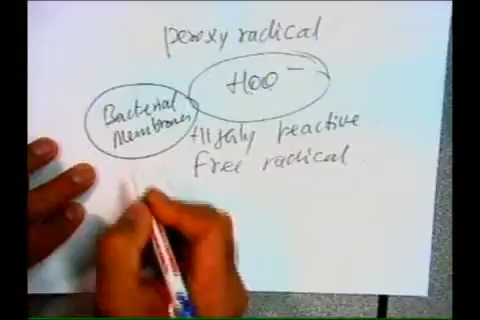 peroxy radical
HOO⁻
Bacterial
Membranes
Highly reactive
free radical